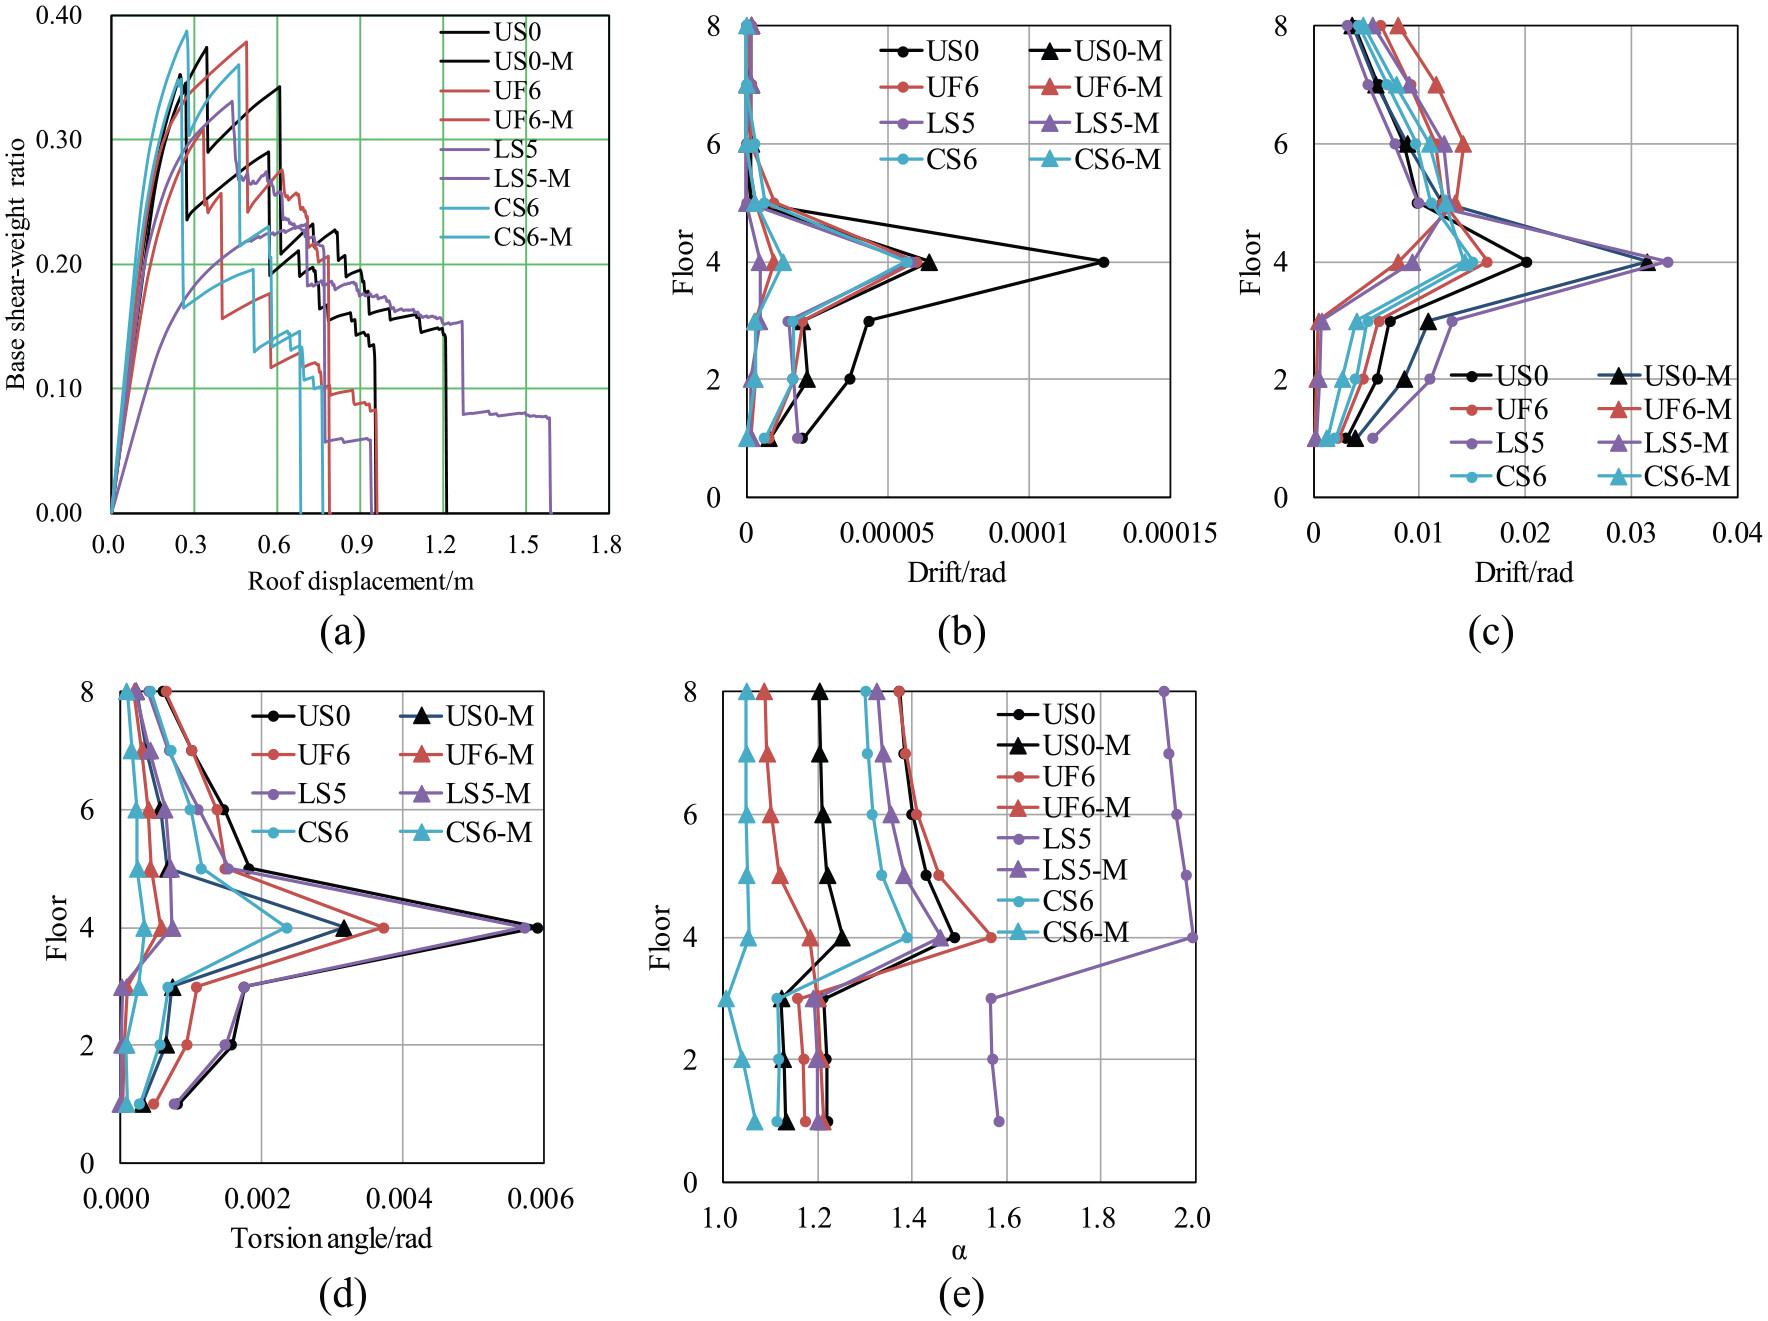 0.40
0.30
0.20
0.10
0.00
Base shear-weight ratio
US0
US0-M
UF6
UF6-M
LS5
LS5-M
CS6
CS6-M
0.0 0.3 0.6 0.9 1.2 1.5 1.8
Roof displacement/m
(a)
8
6
4
2
0
Floor
US0 US0-M
UF6 UF6-M
LS5 LS5-M
CS6 CS6-M
0 0.00005 0.0001 0.00015
Drift/rad
(b)
8
6
4
2
0
Floor
US0 US0-M
UF6 UF6-M
LS5 LS5-M
CS6 CS6-M
0 0.01 0.02 0.03 0.04
Drift/rad
(c)
8
6
4
2
0
Floor
US0 US0-M
UF6 UF6-M
LS5 LS5-M
CS6 CS6-M
0.000 0.002 0.004 0.006
Torsion angle/rad
(d)
8
6
4
2
0
Floor
US0
US0-M
UF6
UF6-M
LS5
LS5-M
CS6
CS6-M
1.0 1.2 1.4 1.6 1.8 2.0
α
(e)